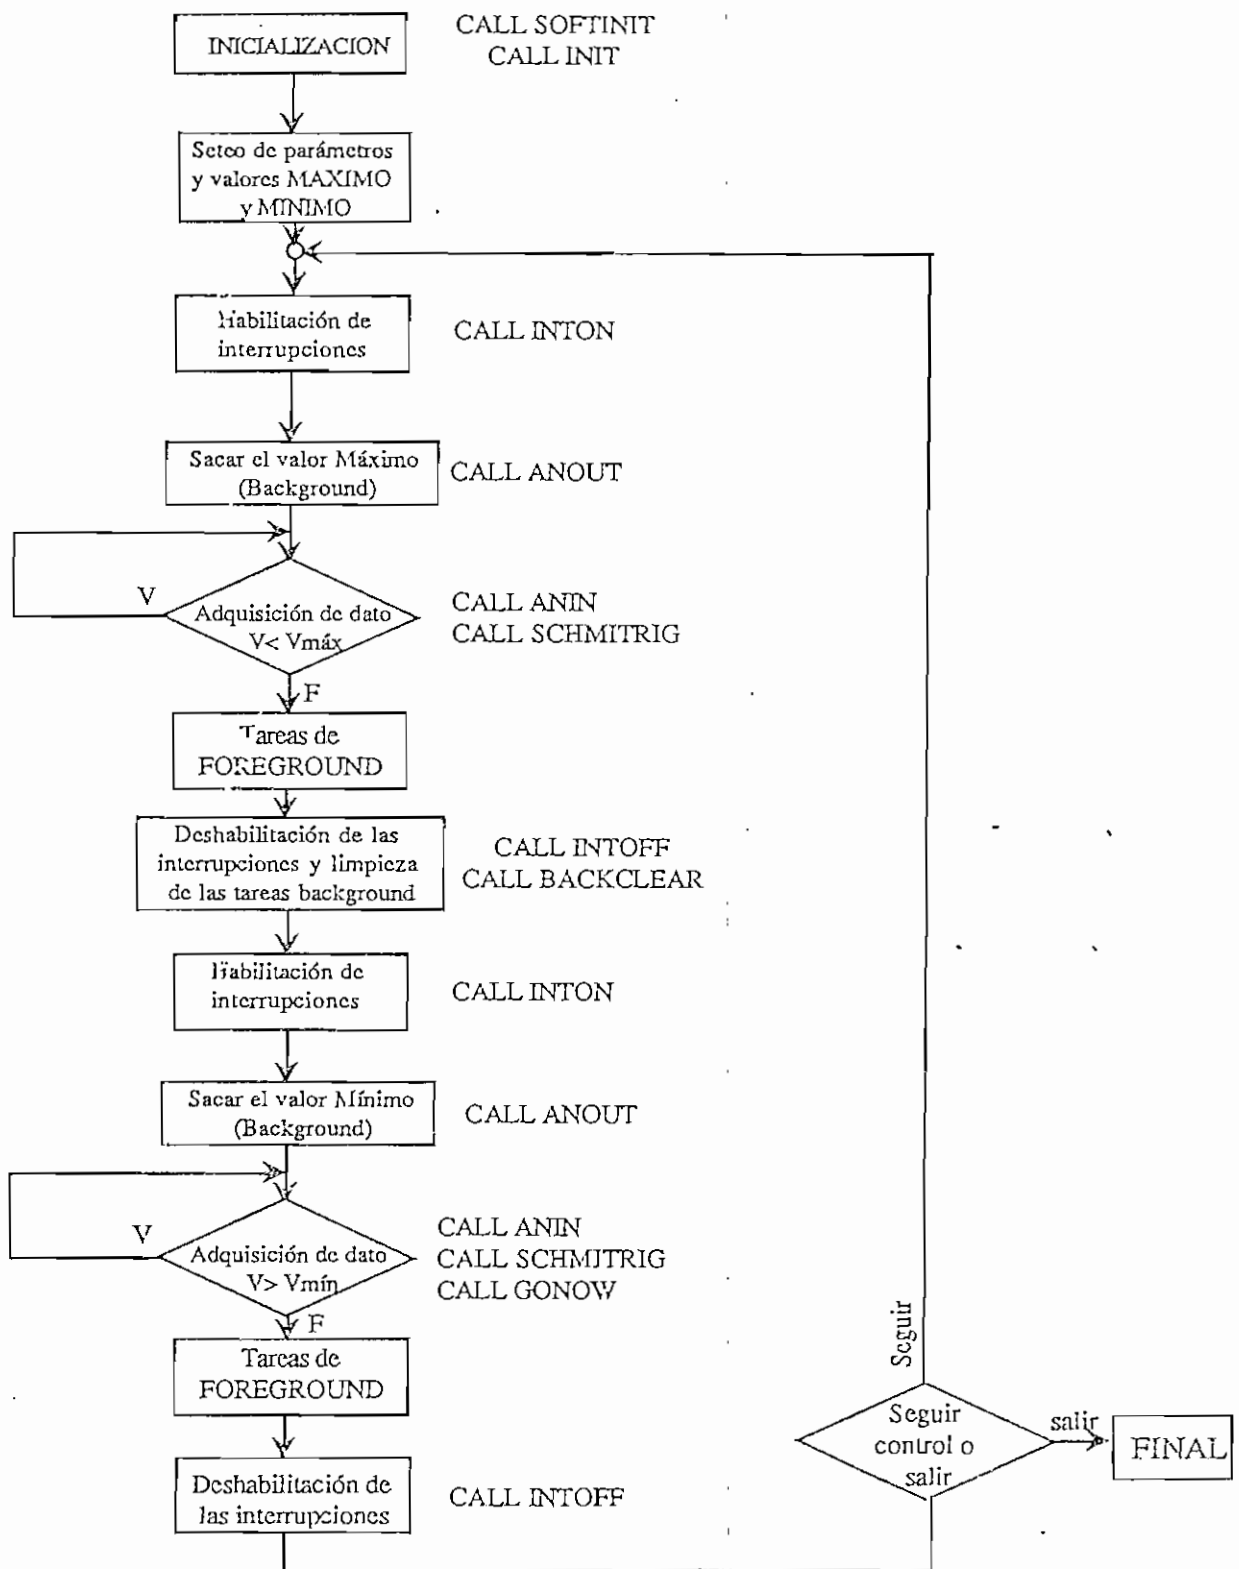 INICIALIZACION
CALL SOFTINIT
CALL INIT
Seteo de parámetros
y valores MAXIMO
y MINIMO
Habilitación de
interrupciones
CALL INTON
Sacar el valor Máximo
(Background)
CALL ANOUT
V
Adquisición de dato
V< Vmáx
CALL ANIN
CALL SCHMITRIG
F
Tareas de
FOREGROUND
Deshabilitación de las
interrupciones y limpieza
de las tareas background
CALL INTOFF
CALL BACKCLEAR
Habilitación de
interrupciones
CALL INTON
Sacar el valor Mínimo
(Background)
CALL ANOUT
V
Adquisición de dato
V> Vmín
CALL ANIN
CALL SCHMITRIG
CALL GONOW
F
Tareas de
FOREGROUND
Deshabilitación de
las interrupciones
CALL INTOFF
Seguir
Seguir
control o
salir
salir
FINAL